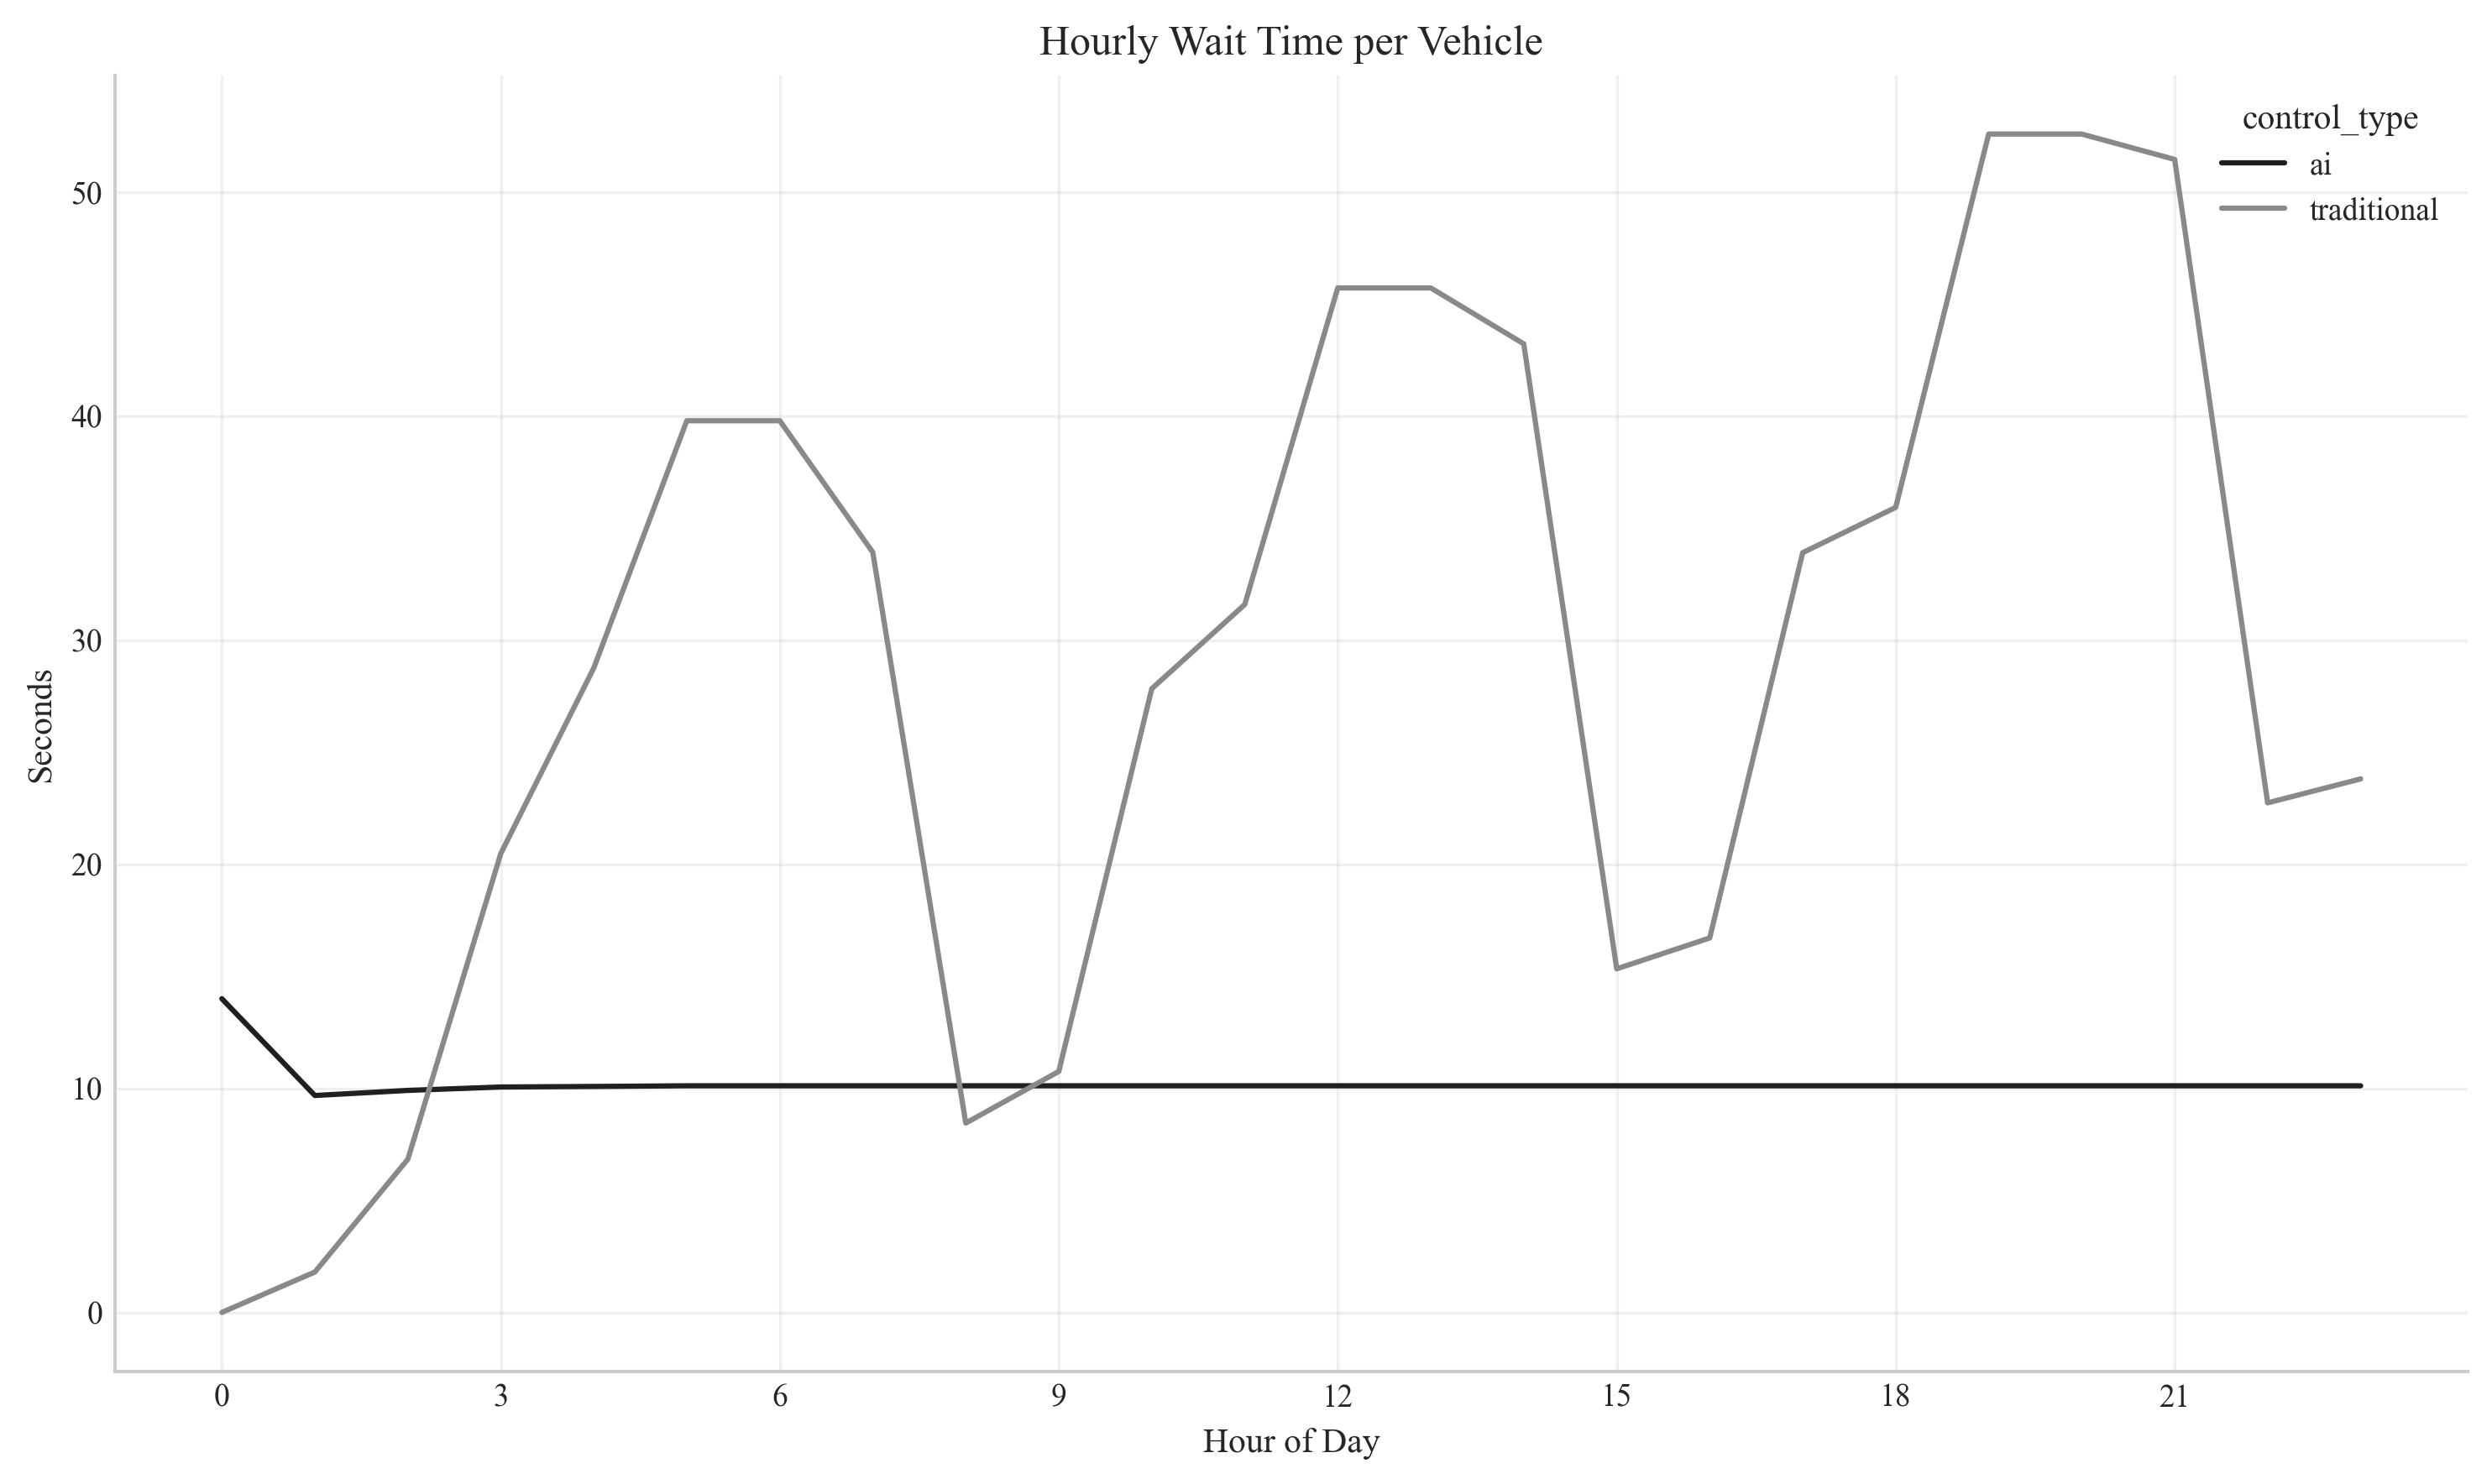 Hourly Wait Time per Vehicle
control_type
ai
traditional
Seconds
50
40
30
20
10
0
0 3 6 9 12 15 18 21
Hour of Day